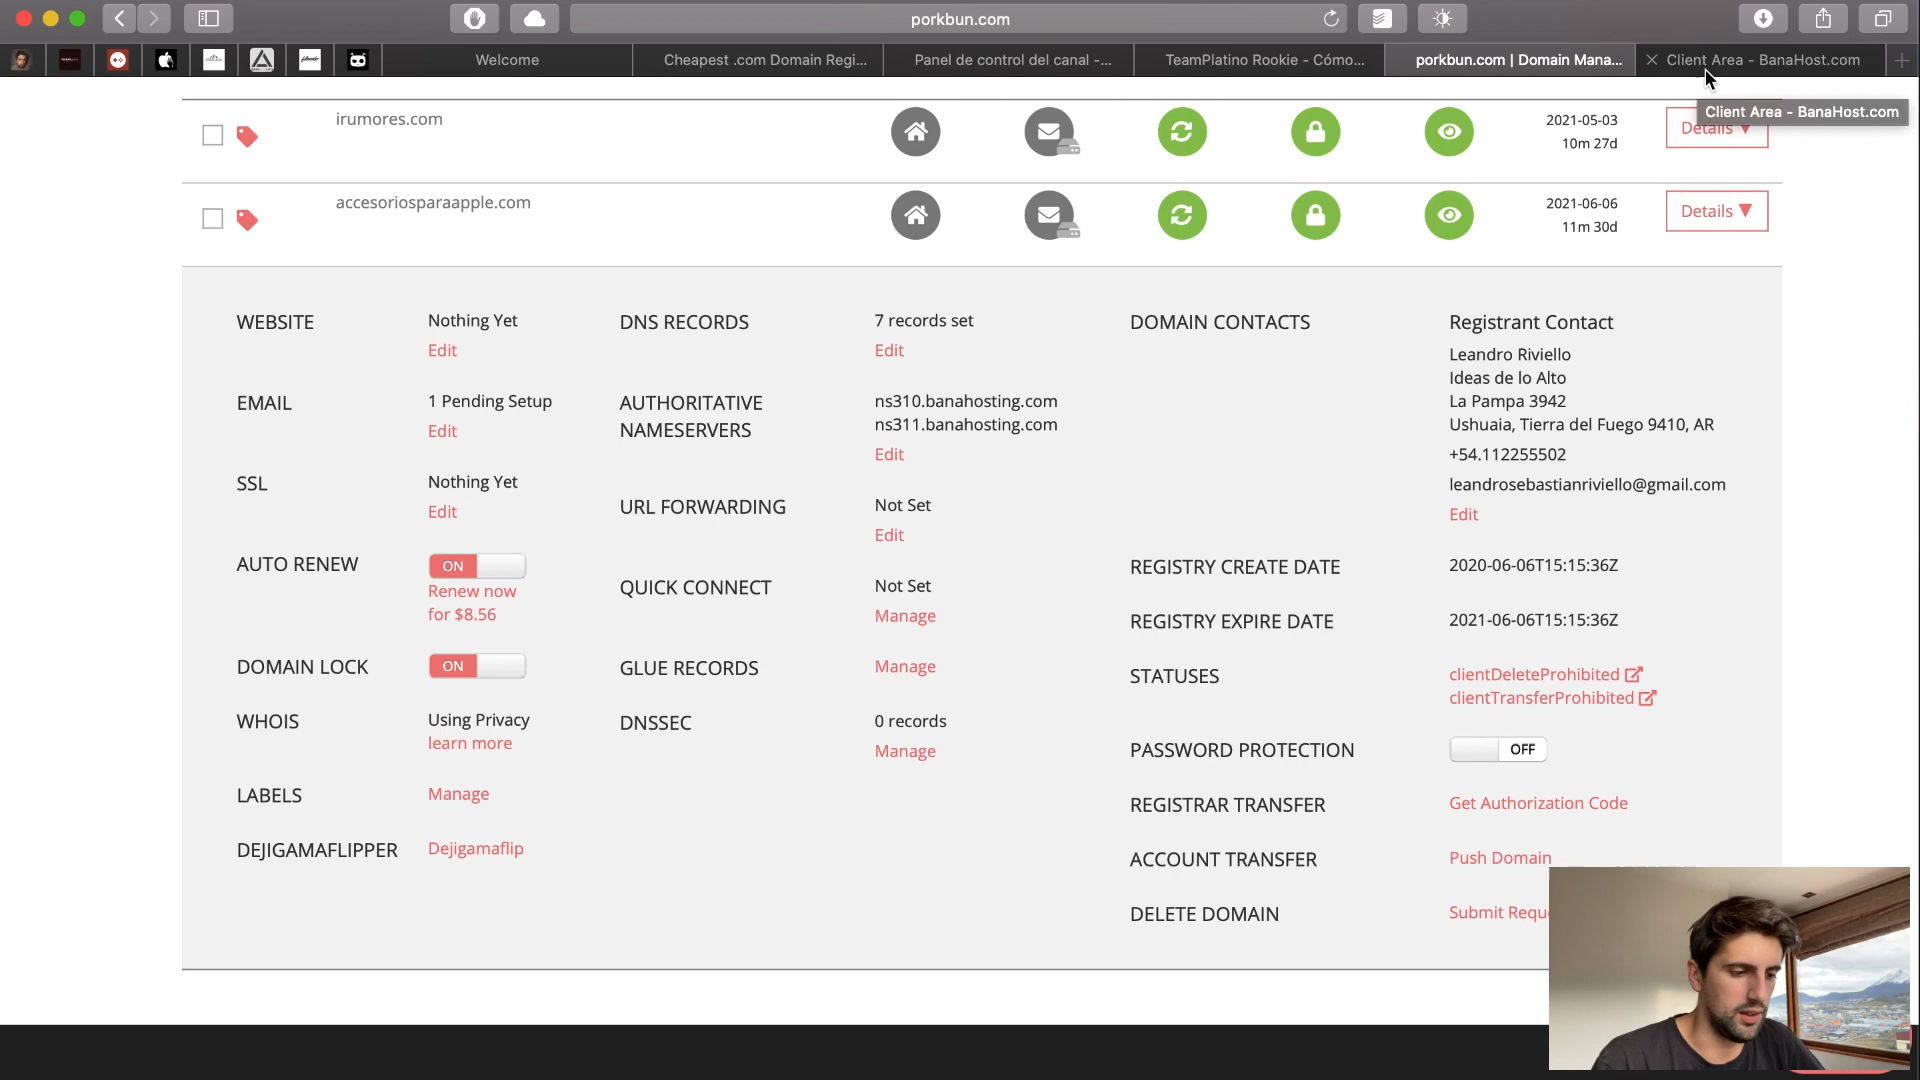 porkbun.com
Welcome
Cheapest .com Domain Regi...
Panel de control del canal -...
TeamPlatino Rookie - Cómo...
porkbun.com | Domain Mana...
Client Area - BanaHost.com
Client Area - BanaHost.com
irumores.com
2021-05-03
10m 27d
Details ▼
accesoriosparaapple.com
2021-06-06
11m 30d
Details ▼
WEBSITE
Nothing Yet
Edit
EMAIL
1 Pending Setup
Edit
SSL
Nothing Yet
Edit
AUTO RENEW
ON
Renew now
for $8.56
DOMAIN LOCK
ON
WHOIS
Using Privacy
learn more
LABELS
Manage
DEJIGAMAFLIPPER
Dejigamaflip
DNS RECORDS
7 records set
Edit
AUTHORITATIVE
NAMESERVERS
ns310.banahosting.com
ns311.banahosting.com
Edit
URL FORWARDING
Not Set
Edit
QUICK CONNECT
Not Set
Manage
GLUE RECORDS
Manage
DNSSEC
0 records
Manage
DOMAIN CONTACTS
Registrant Contact
Leandro Riviello
Ideas de lo Alto
La Pampa 3942
Ushuaia, Tierra del Fuego 9410, AR
+54.112255502
leandrosebastianriviello@gmail.com
Edit
REGISTRY CREATE DATE
2020-06-06T15:15:36Z
REGISTRY EXPIRE DATE
2021-06-06T15:15:36Z
STATUSES
clientDeleteProhibited
clientTransferProhibited
PASSWORD PROTECTION
OFF
REGISTRAR TRANSFER
Get Authorization Code
ACCOUNT TRANSFER
Push Domain
DELETE DOMAIN
Submit Requ